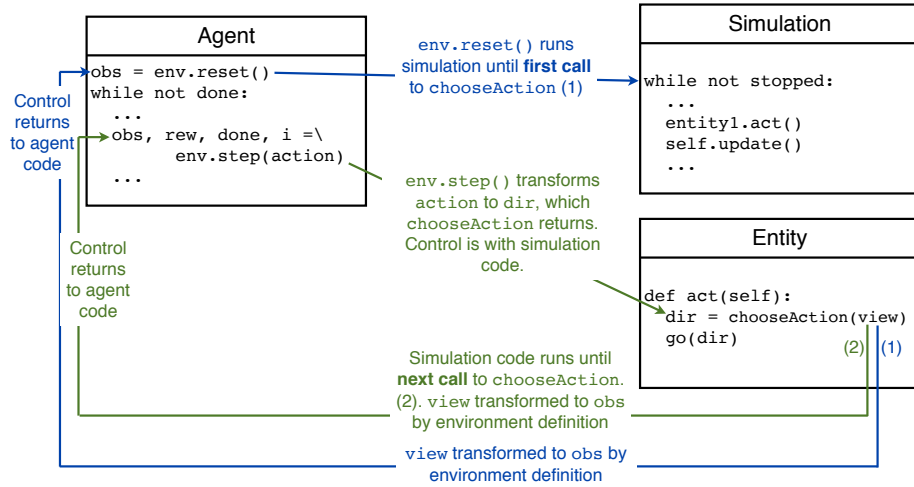 Agent
obs = env.reset()
while not done:
...
obs, rew, done, i =\
env.step(action)
...
env.reset() runs
simulation until first call
to chooseAction (1)
Simulation
while not stopped:
...
entity1.act()
self.update()
...
Control
returns
to agent
code
env.step() transforms
action to dir, which
chooseAction returns.
Control is with simulation
code.
Control
returns
to agent
code
Entity
def act(self):
dir = chooseAction(view)
go(dir)
(2)
(1)
Simulation code runs until
next call to chooseAction.
(2). view transformed to obs
by environment definition
view transformed to obs by
environment definition